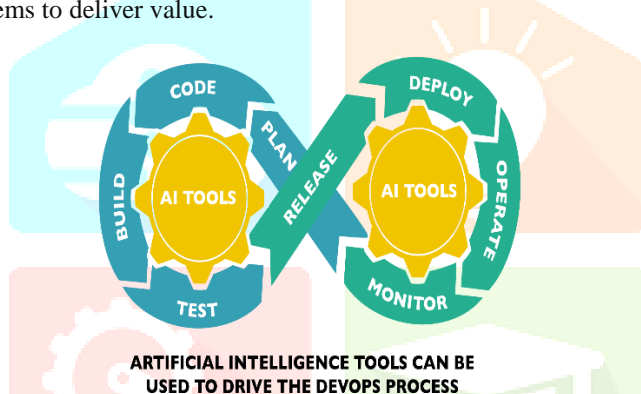 ems to deliver value.
CODE
DEPLOY
PLAN
RELEASE
BUILD
AI TOOLS
AI TOOLS
OPERATE
TEST
MONITOR
ARTIFICIAL INTELLIGENCE TOOLS CAN BE
USED TO DRIVE THE DEVOPS PROCESS